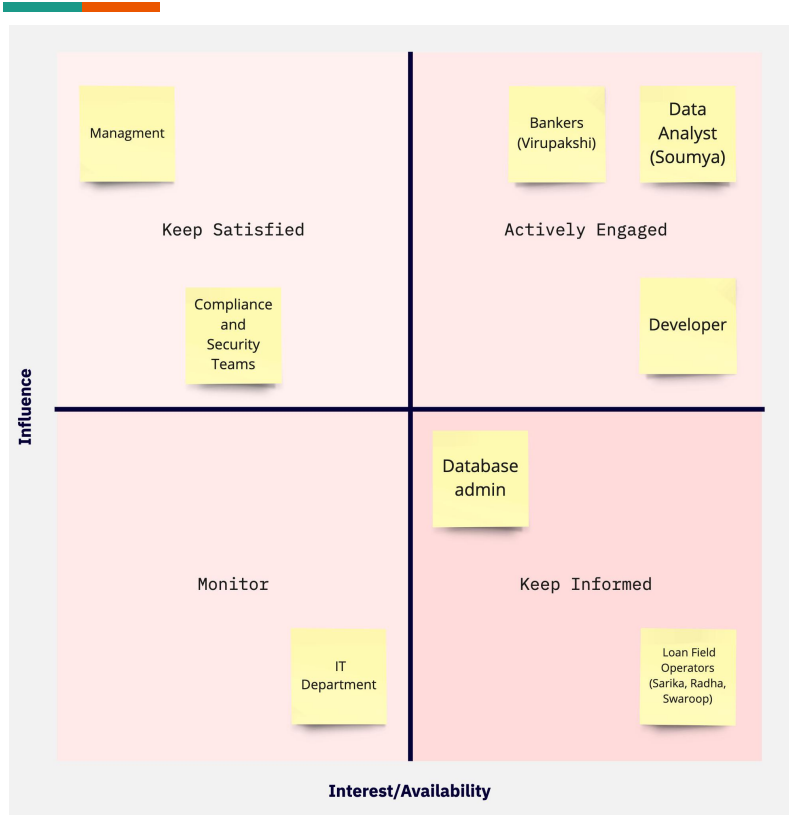 Managment
Bankers
(Virupakshi)
Data
Analyst
(Soumya)
Keep Satisfied
Actively Engaged
Compliance
and
Security
Teams
Developer
Influence
Database
admin
Monitor
Keep Informed
IT
Department
Loan Field
Operators
(Sarika, Radha,
Swaroop)
Interest/Availability